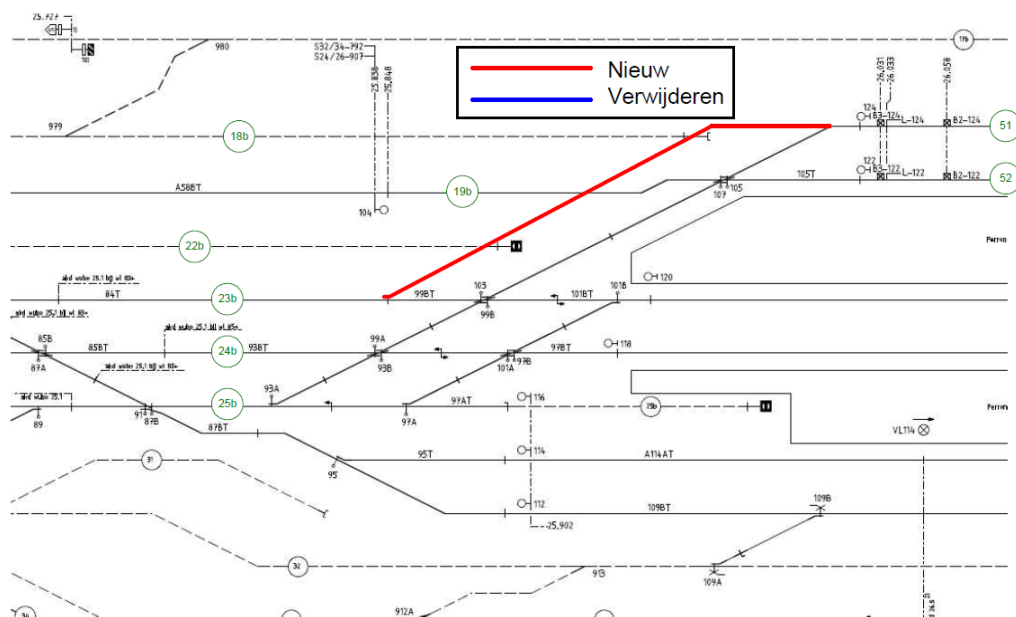 25.727
980
S32/34-792
S24/26-907
25.838
25.848
Nieuw
Verwijderen
979
18b
19b
A58BT
104
26.031
26.033
26.058
124
B3-124
L-124
B2-124
51
122
B3-122
L-122
B2-122
52
105T
105
107
22b
Perron
120
84T
23b
99BT
103
99B
101BT
101B
85B
87A
85BT
93BT
24b
99A
93B
101A
97B
97BT
118
25b
93A
91
87B
89
87BT
97A
97AT
116
25b
Perron
VL114
31
95
95T
114
A114AT
112
25.902
109BT
109B
109A
32
913
912A